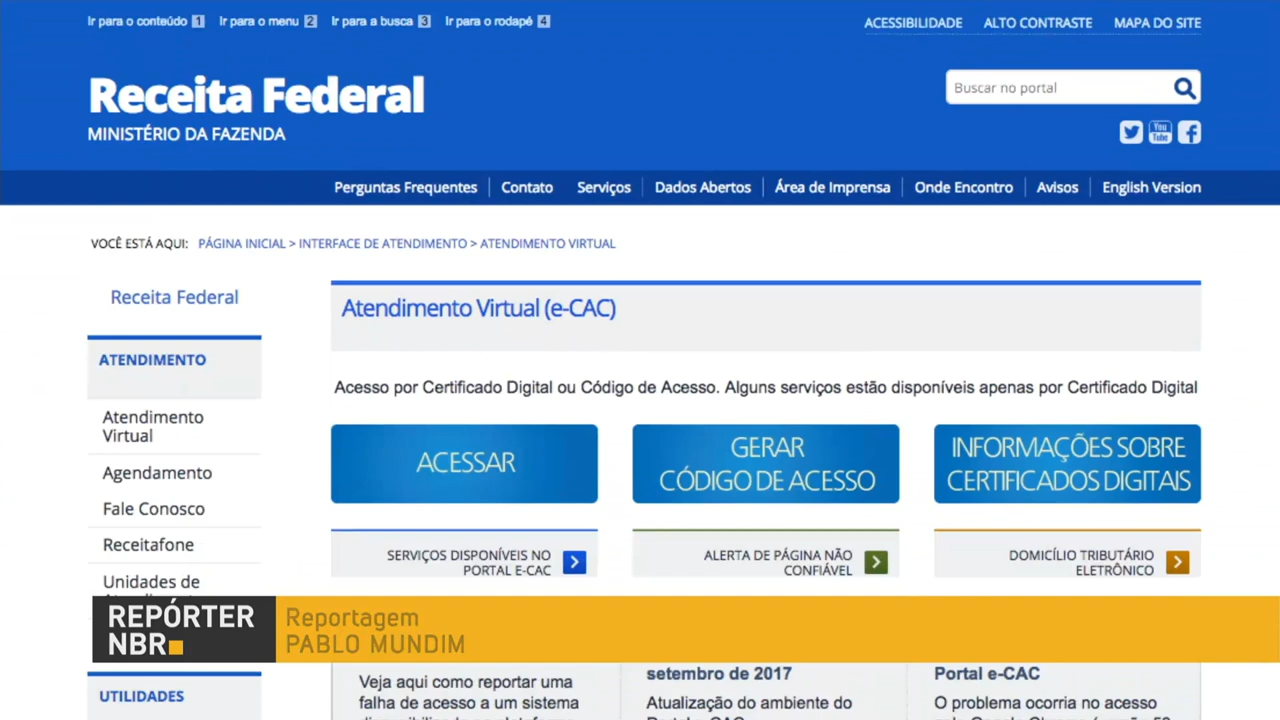 Ir para o conteúdo 1 Ir para o menu 2 Ir para a busca 3 Ir para o rodapé 4
ACESSIBILIDADE ALTO CONTRASTE MAPA DO SITE
Receita Federal
MINISTÉRIO DA FAZENDA
Buscar no portal
You Tube
Perguntas Frequentes Contato Serviços Dados Abertos Área de Imprensa Onde Encontro Avisos English Version
VOCÊ ESTÁ AQUI: PÁGINA INICIAL > INTERFACE DE ATENDIMENTO > ATENDIMENTO VIRTUAL
Receita Federal
ATENDIMENTO
Atendimento
Virtual
Agendamento
Fale Conosco
Receitafone
Unidades de
Atendimento Virtual (e-CAC)
Acesso por Certificado Digital ou Código de Acesso. Alguns serviços estão disponíveis apenas por Certificado Digital
ACESSAR
GERAR
CÓDIGO DE ACESSO
INFORMAÇÕES SOBRE
CERTIFICADOS DIGITAIS
SERVIÇOS DISPONÍVEIS NO
PORTAL E-CAC
ALERTA DE PÁGINA NÃO
CONFIÁVEL
DOMICÍLIO TRIBUTÁRIO
ELETRÔNICO
REPÓRTER
NBR
Reportagem
PABLO MUNDIM
UTILIDADES
Veja aqui como reportar uma
falha de acesso a um sistema
setembro de 2017
Atualização do ambiente do
Portal e-CAC
O problema ocorria no acesso